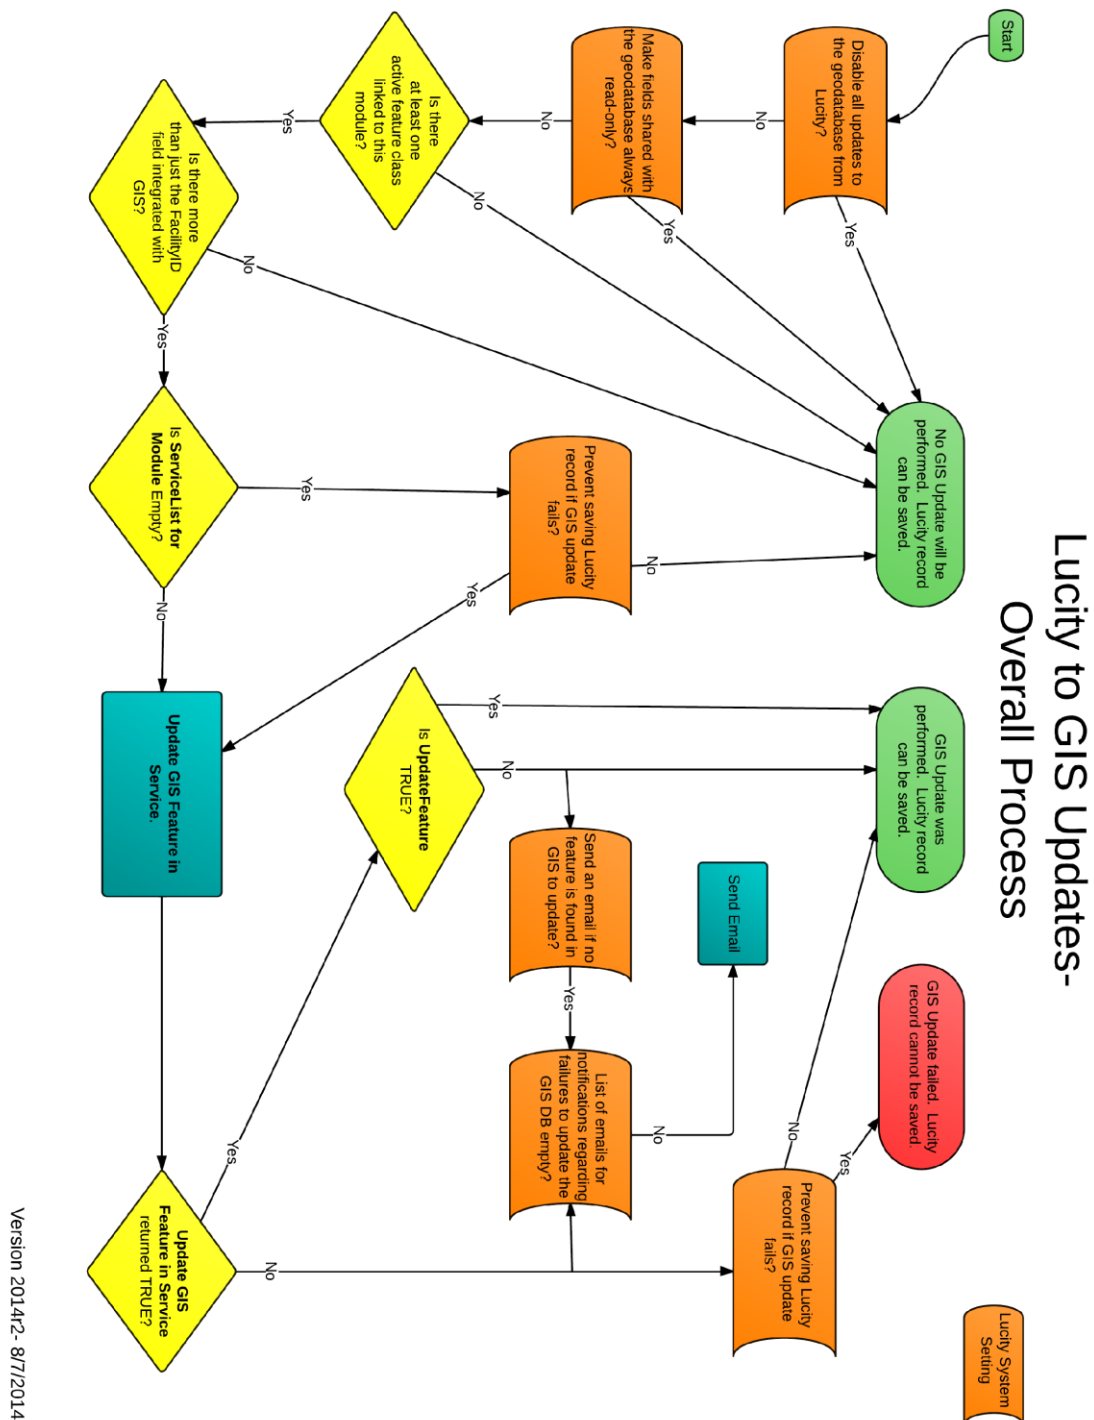 Lucity to GIS Updates-
Overall Process
Start
Disable all updates to
the geodatabase from
Lucity?
No
Yes
Make fields shared with
the geodatabase always
read-only?
No
Yes
Is there
at least one
active feature class
linked to this
module?
Yes
No
Is there more
than just the FacilityID
field integrated with
GIS?
No
Yes
No GIS Update will be
performed. Lucity record
can be saved.
Is ServiceList for
Module Empty?
Yes
No
Prevent saving Lucity
record if GIS update
fails?
No
Yes
Update GIS Feature in
Service.
GIS Update was
performed. Lucity record
can be saved.
Is UpdateFeature
TRUE?
Yes
No
Send an email if no
feature is found in
GIS to update?
Yes
Send Email
List of emails for
notifications regarding
failures to update the
GIS DB empty?
No
GIS Update failed. Lucity
record cannot be saved.
Prevent saving Lucity
record if GIS update
fails?
No
Yes
Update GIS
Feature in Service
returned TRUE?
Yes
No
Lucity System
Setting
Version 2014r2- 8/7/2014